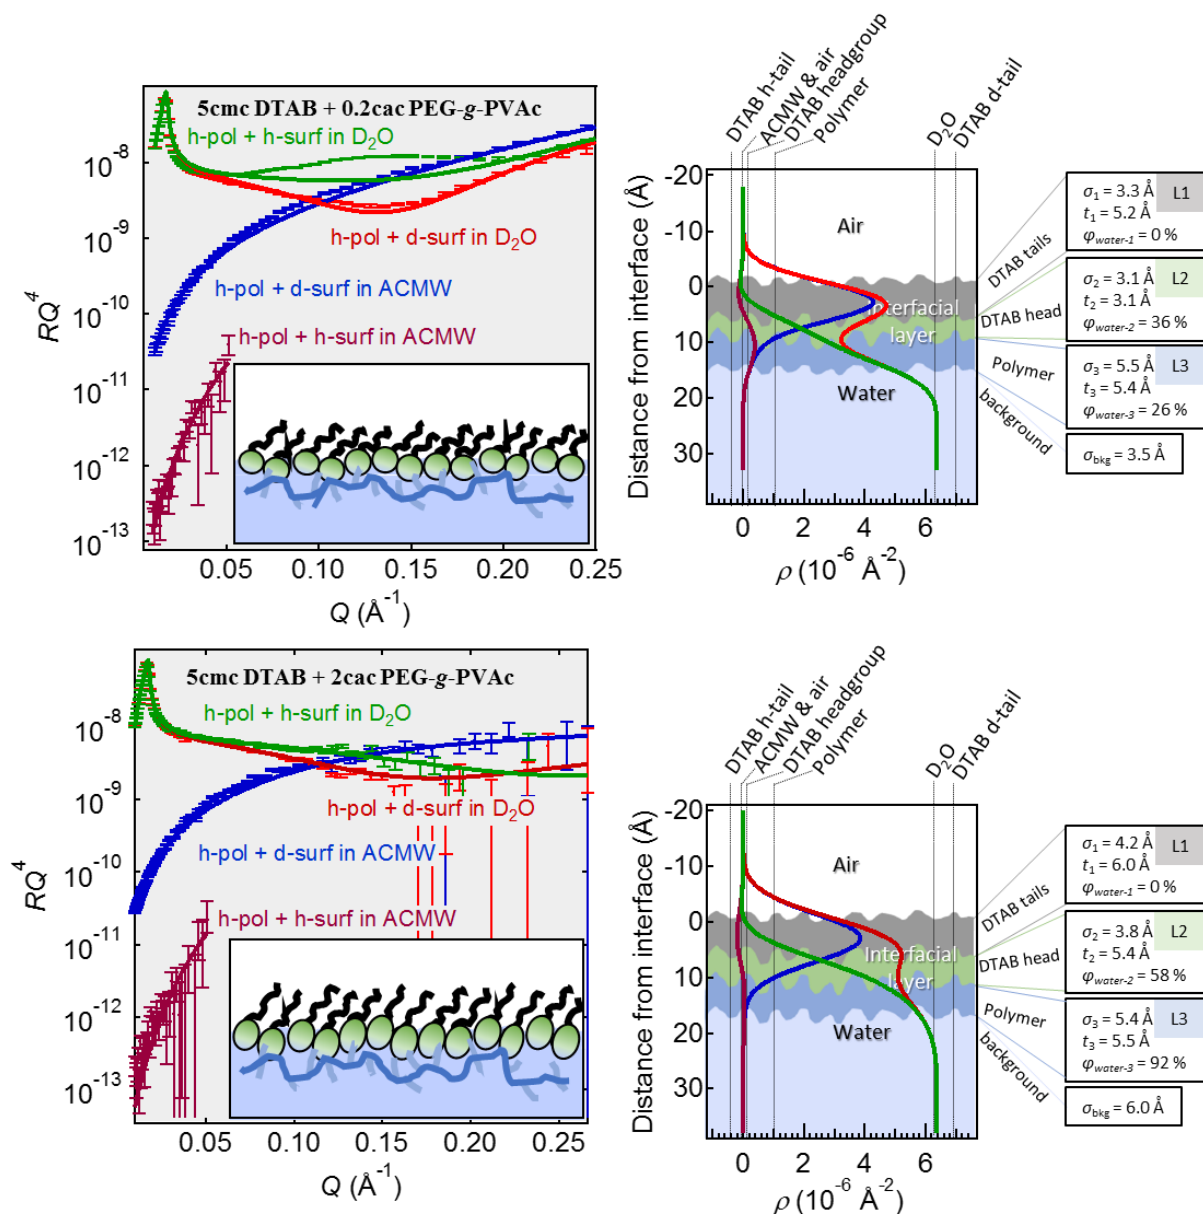 5cmc DTAB + 0.2cac PEG-g-PVAc
h-pol + h-surf in D₂O
h-pol + d-surf in D₂O
h-pol + d-surf in ACMW
h-pol + h-surf in ACMW
RQ⁴
10⁻⁸
10⁻⁹
10⁻¹⁰
10⁻¹¹
10⁻¹²
10⁻¹³
0.05
0.10
0.15
0.20
0.25
Q (Å⁻¹)
DTAB h-tail
ACMW & air
DTAB headgroup
Polymer
D₂O
DTAB d-tail
Distance from interface (Å)
-20
-10
0
10
20
30
Air
Interfacial
layer
Water
0
2
4
6
ρ (10⁻⁶ Å⁻²)
DTAB tails
DTAB head
Polymer
background
σ₁ = 3.3 Å
L1
t₁ = 5.2 Å
φwater-1 = 0 %
σ₂ = 3.1 Å
L2
t₂ = 3.1 Å
φwater-2 = 36 %
σ₃ = 5.5 Å
L3
t₃ = 5.4 Å
φwater-3 = 26 %
σbkg = 3.5 Å
5cmc DTAB + 2cac PEG-g-PVAc
h-pol + h-surf in D₂O
h-pol + d-surf in D₂O
h-pol + d-surf in ACMW
h-pol + h-surf in ACMW
RQ⁴
10⁻⁸
10⁻⁹
10⁻¹⁰
10⁻¹¹
10⁻¹²
10⁻¹³
0.05
0.10
0.15
0.20
0.25
Q (Å⁻¹)
DTAB h-tail
ACMW & air
DTAB headgroup
Polymer
D₂O
DTAB d-tail
Distance from interface (Å)
-20
-10
0
10
20
30
Air
Interfacial
layer
Water
0
2
4
6
ρ (10⁻⁶ Å⁻²)
DTAB tails
DTAB head
Polymer
background
σ₁ = 4.2 Å
L1
t₁ = 6.0 Å
φwater-1 = 0 %
σ₂ = 3.8 Å
L2
t₂ = 5.4 Å
φwater-2 = 58 %
σ₃ = 5.4 Å
L3
t₃ = 5.5 Å
φwater-3 = 92 %
σbkg = 6.0 Å